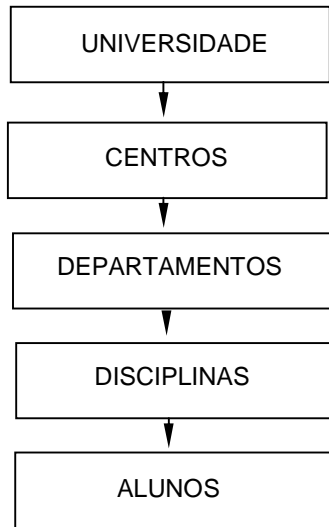 UNIVERSIDADE
CENTROS
DEPARTAMENTOS
DISCIPLINAS
ALUNOS